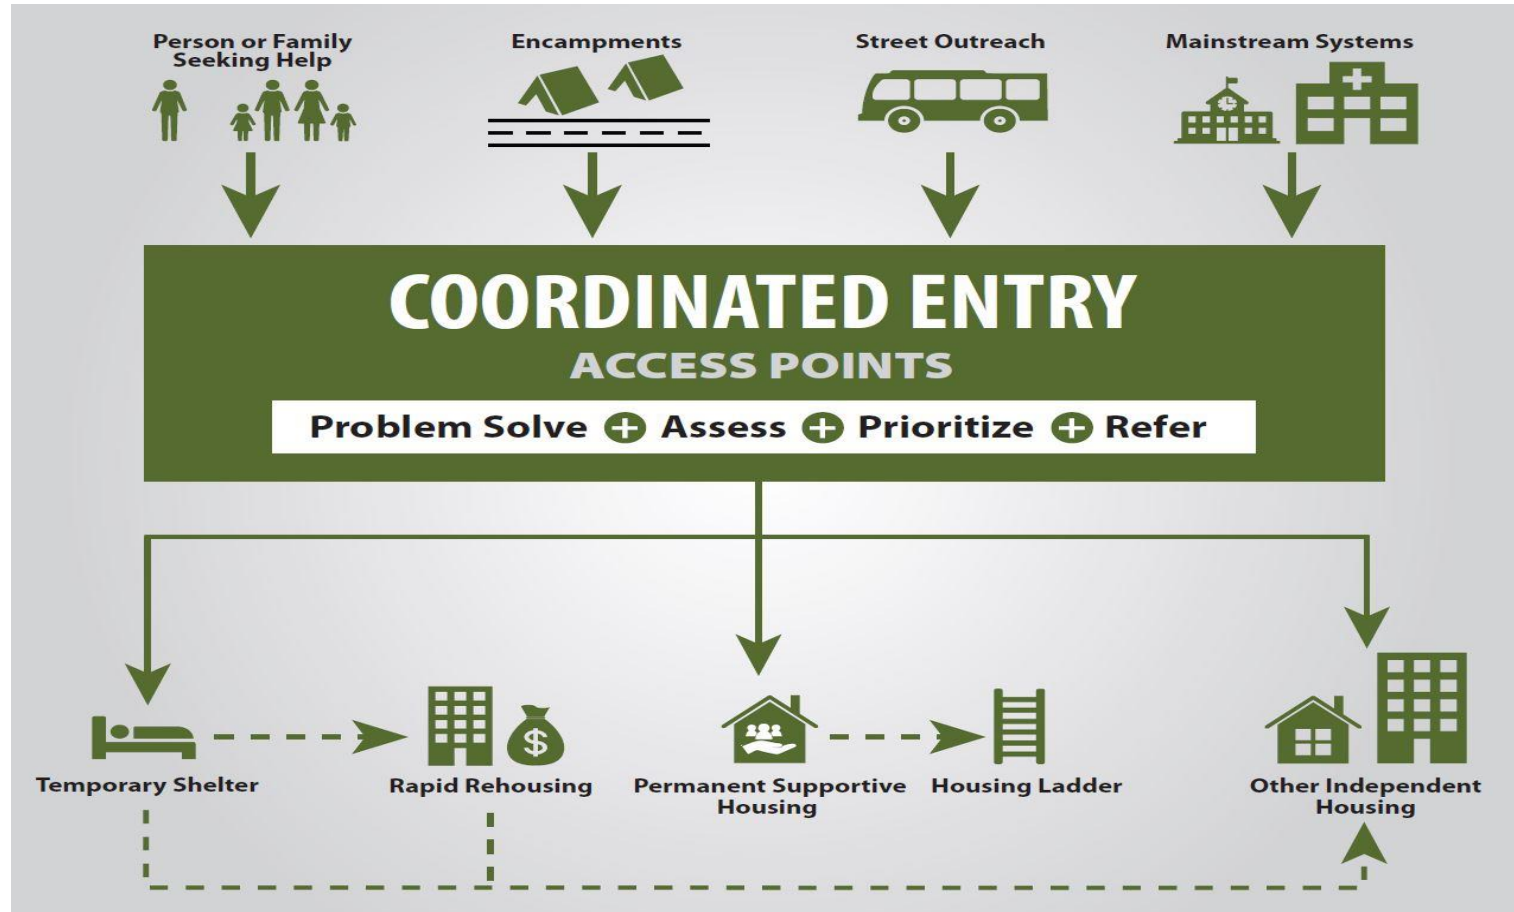 Person or Family
Seeking Help
Encampments
Street Outreach
Mainstream Systems
COORDINATED ENTRY
ACCESS POINTS
Problem Solve + Assess + Prioritize + Refer
$
Temporary Shelter
Rapid Rehousing
Permanent Supportive
Housing
Housing Ladder
Other Independent
Housing